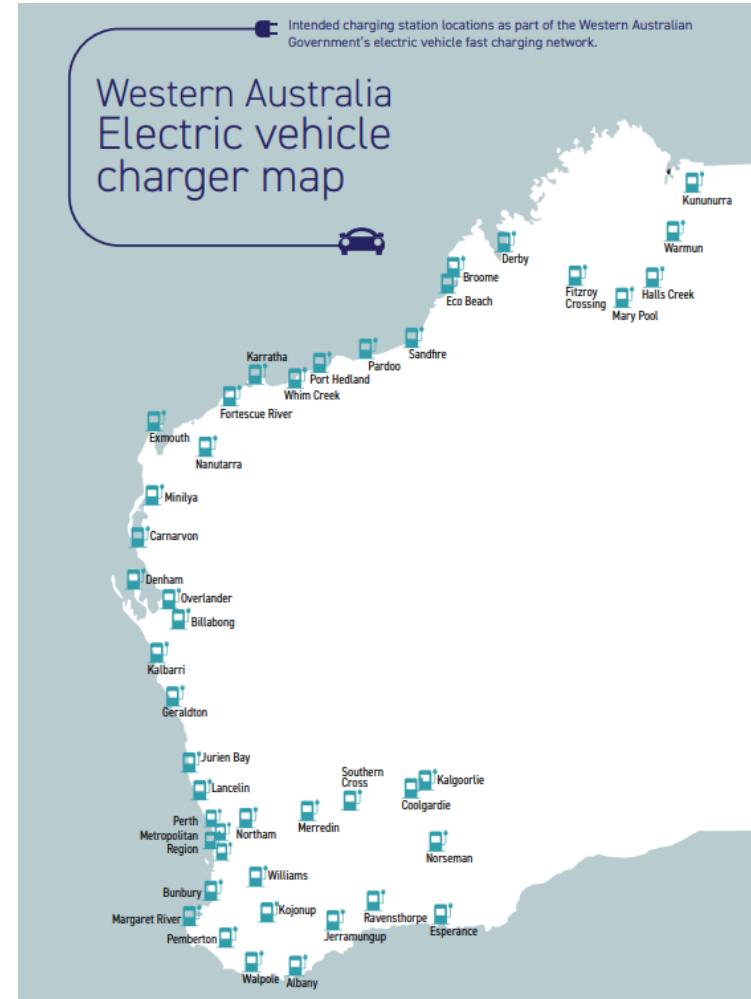 Intended charging station locations as part of the Western Australian
Government's electric vehicle fast charging network.
Western Australia
Electric vehicle
charger map
Kununurra
Warmun
Derby
Broome
Eco Beach
Fitzroy
Crossing
Halls Creek
Mary Pool
Sandfire
Pardoo
Karratha
Port Hedland
Whim Creek
Fortescue River
Exmouth
Nanutarra
Minilya
Carnarvon
Denham
Overlander
Billabong
Kalbarri
Geraldton
Jurien Bay
Lancelin
Southern
Cross
Kalgoorlie
Coolgardie
Merredin
Perth
Metropolitan
Region
Northam
Norseman
Williams
Bunbury
Kojonup
Margaret River
Ravensthorpe
Esperance
Jerramungup
Pemberton
Walpole
Albany